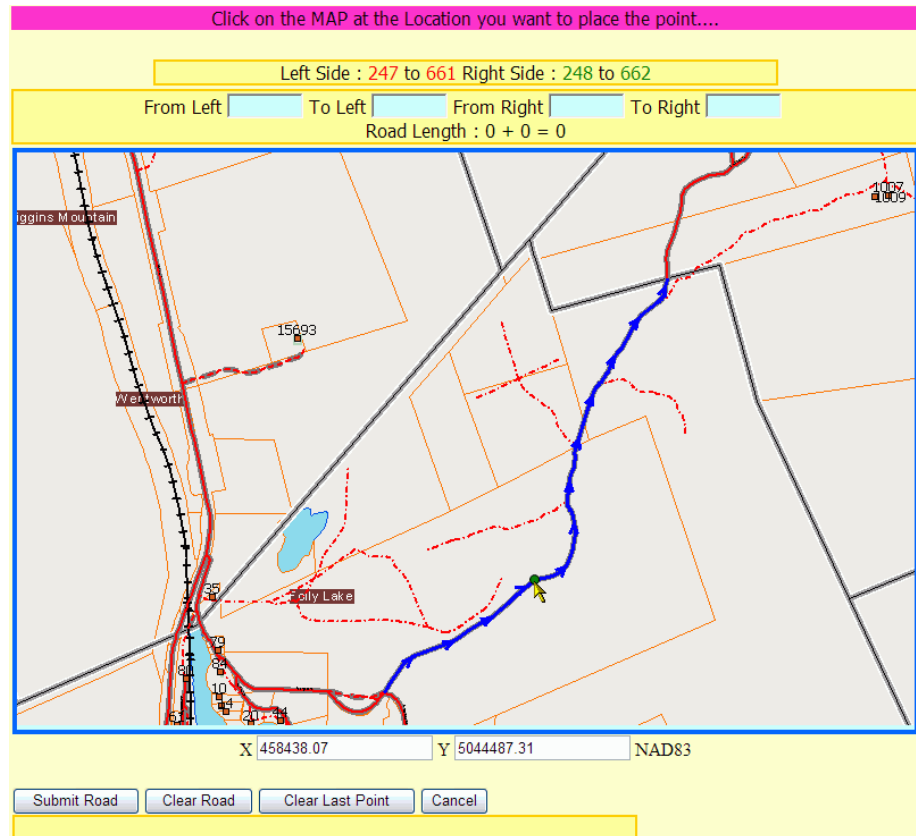 Click on the MAP at the Location you want to place the point....
Left Side : 247 to 661 Right Side : 248 to 662
From Left To Left From Right To Right
Road Length : 0 + 0 = 0
1007
1009
iggins Mountain
15693
Wentworth
35
Folly Lake
79
84
80
10
4
61
20
44
X 458438.07 Y 5044487.31 NAD83
Submit Road Clear Road Clear Last Point Cancel